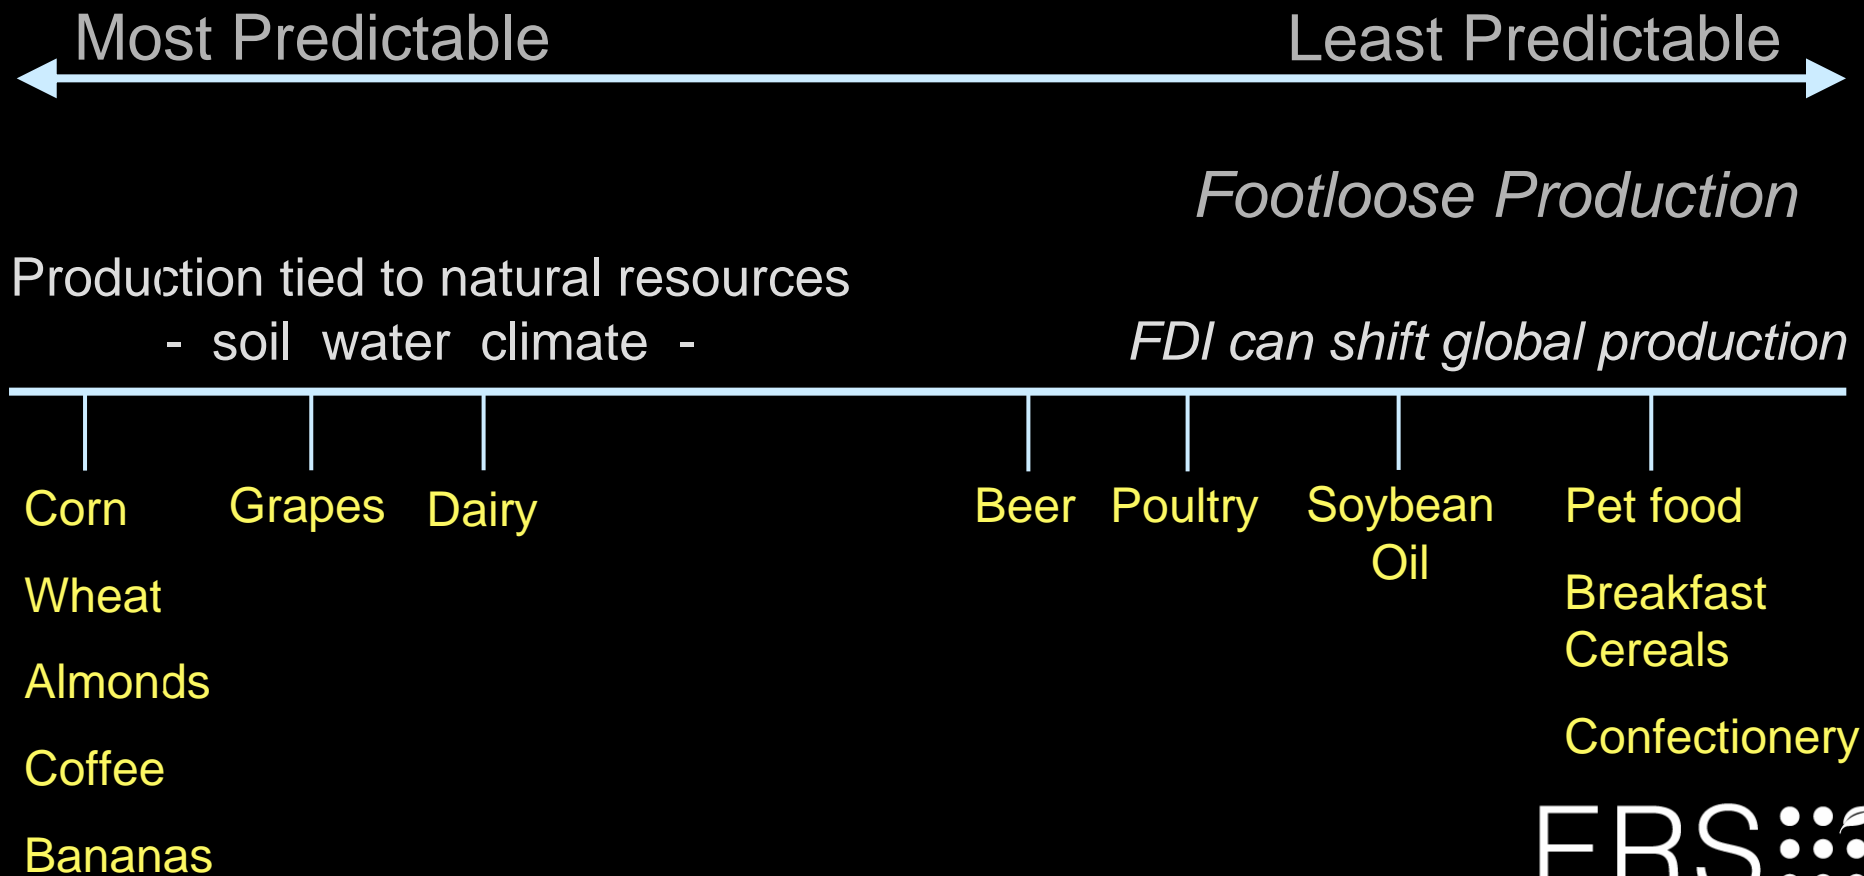 Most Predictable
Least Predictable
Footloose Production
Production tied to natural resources
- soil water climate -
FDI can shift global production
Corn
Wheat
Almonds
Coffee
Bananas
Grapes
Dairy
Beer
Poultry
Soybean
Oil
Pet food
Breakfast
Cereals
Confectionery
ERS